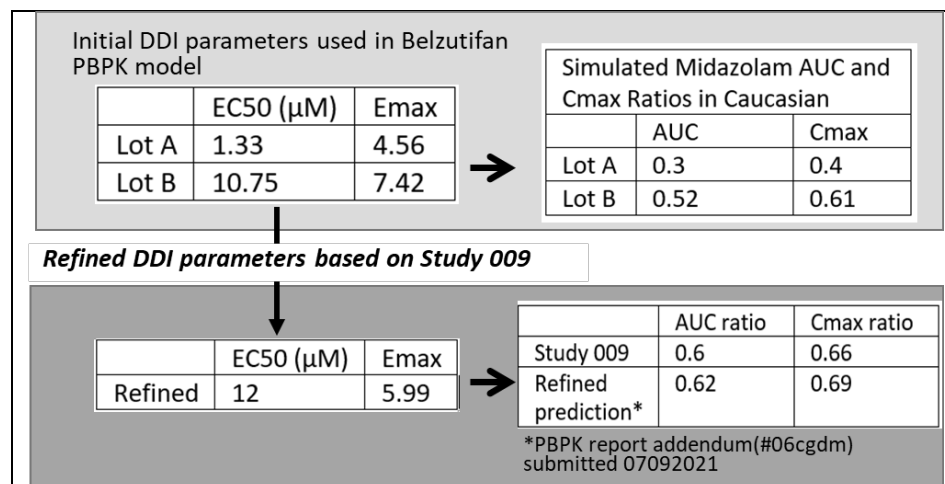 Initial DDI parameters used in Belzutifan
PBPK model
EC50 (μM) Emax
Lot A 1.33 4.56
Lot B 10.75 7.42
Simulated Midazolam AUC and
Cmax Ratios in Caucasian
AUC Cmax
Lot A 0.3 0.4
Lot B 0.52 0.61
Refined DDI parameters based on Study 009
EC50 (μM) Emax
Refined 12 5.99
AUC ratio Cmax ratio
Study 009 0.6 0.66
Refined 0.62 0.69
prediction*
*PBPK report addendum(#06cgdm)
submitted 07092021